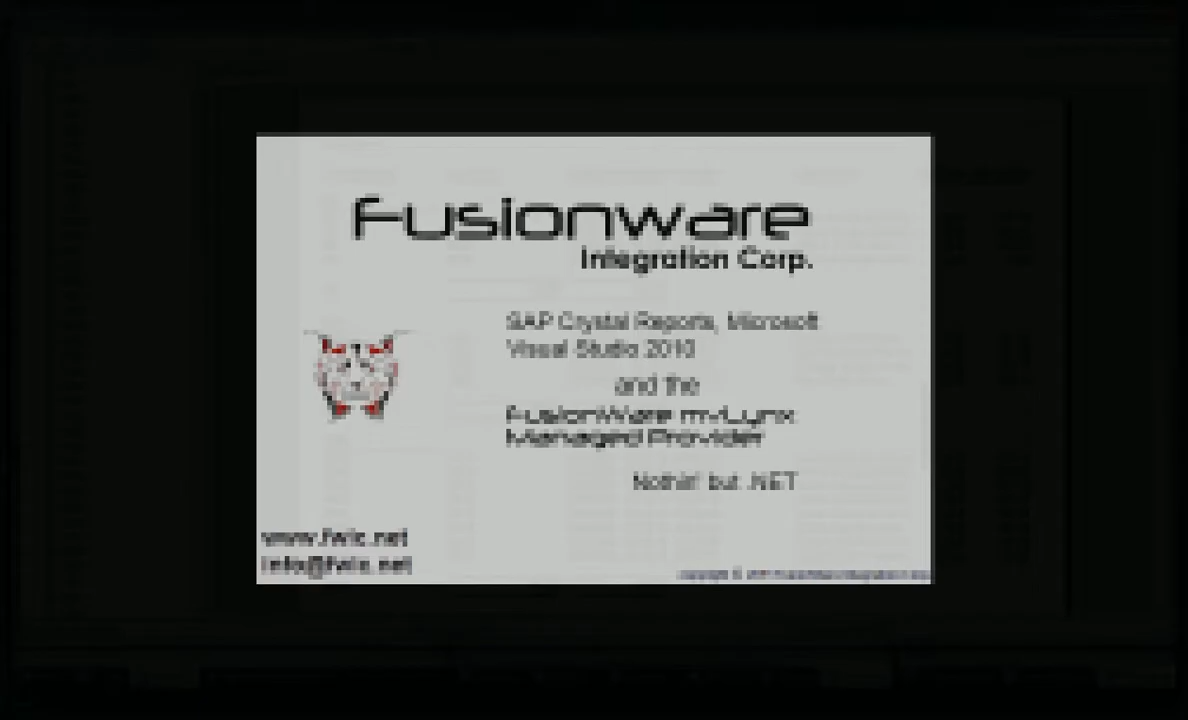 Fusionware
Integration Corp.
SAP Crystal Reports, Microsoft
Visual Studio 2010
and the
FusionWare mvLynx
Managed Provider
Nothin' but .NET
www.fwic.net
info@fwic.net